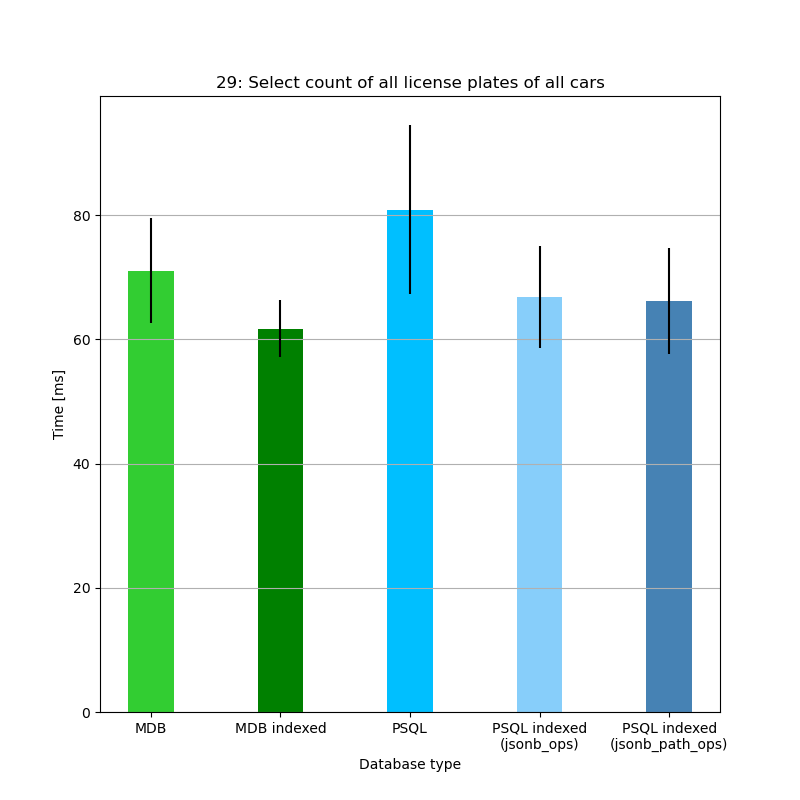 29: Select count of all license plates of all cars
Time [ms]
80
60
40
20
0
MDB
MDB indexed
PSQL
PSQL indexed
(jsonb_ops)
PSQL indexed
(jsonb_path_ops)
Database type